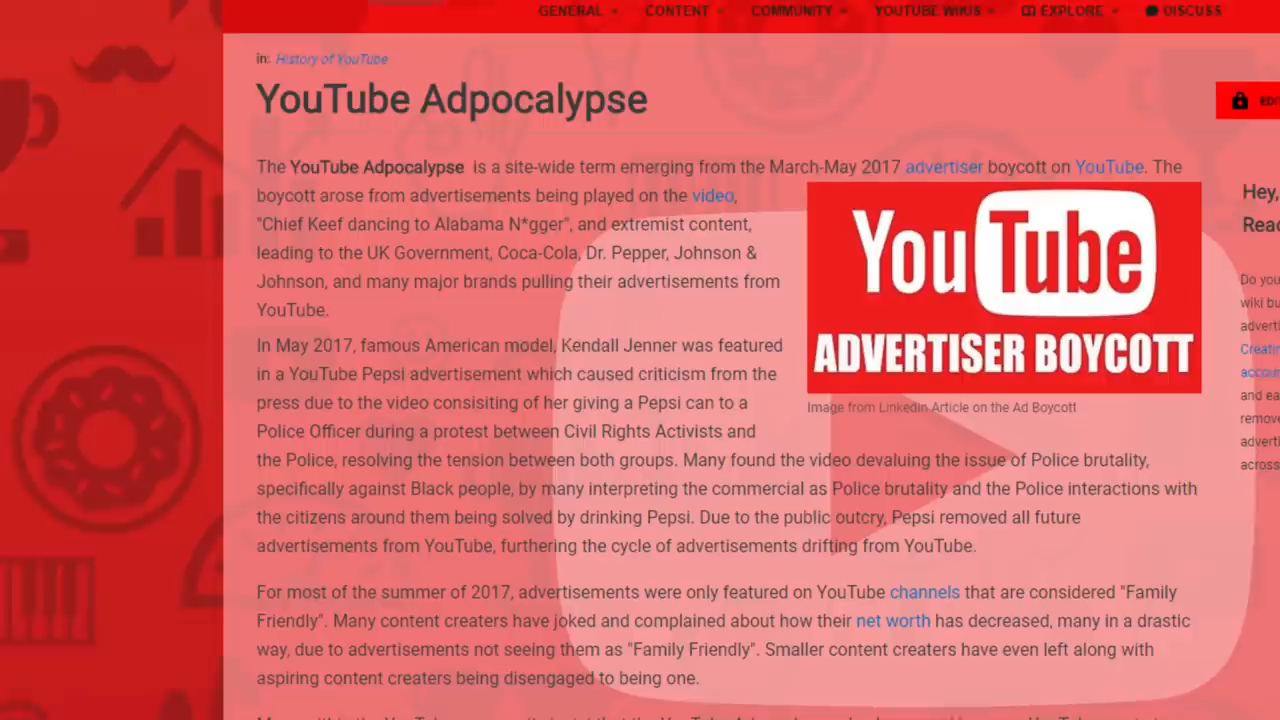 GENERAL CONTENT COMMUNITY YOUTUBE WIKIS EXPLORE DISCUSS
in: History of YouTube
YouTube Adpocalypse
The YouTube Adpocalypse is a site-wide term emerging from the March-May 2017 advertiser boycott on YouTube. The
boycott arose from advertisements being played on the video,
"Chief Keef dancing to Alabama N*gger", and extremist content,
leading to the UK Government, Coca-Cola, Dr. Pepper, Johnson &
Johnson, and many major brands pulling their advertisements from
YouTube.
In May 2017, famous American model, Kendall Jenner was featured
in a YouTube Pepsi advertisement which caused criticism from the
press due to the video consisiting of her giving a Pepsi can to a
Police Officer during a protest between Civil Rights Activists and
the Police, resolving the tension between both groups. Many found the video devaluing the issue of Police brutality,
specifically against Black people, by many interpreting the commercial as Police brutality and the Police interactions with
the citizens around them being solved by drinking Pepsi. Due to the public outcry, Pepsi removed all future
advertisements from YouTube, furthering the cycle of advertisements drifting from YouTube.
For most of the summer of 2017, advertisements were only featured on YouTube channels that are considered "Family
Friendly". Many content creaters have joked and complained about how their net worth has decreased, many in a drastic
way, due to advertisements not seeing them as "Family Friendly". Smaller content creaters have even left along with
aspiring content creaters being disengaged to being one.
YouTube
ADVERTISER BOYCOTT
Image from Linkedin Article on the Ad Boycott
Hey,
Do you